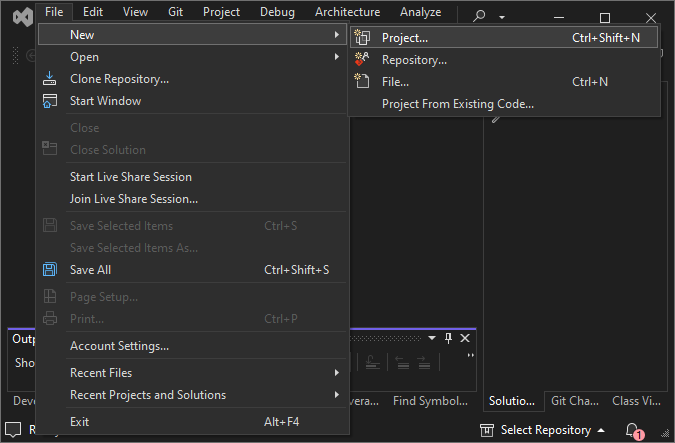 File Edit View Git Project Debug Architecture Analyze
New
Project... Ctrl+Shift+N
Open
Repository...
Clone Repository...
File... Ctrl+N
Start Window
Project From Existing Code...
Close
Close Solution
Start Live Share Session
Join Live Share Session...
Save Selected Items Ctrl+S
Save Selected Items As...
Save All Ctrl+Shift+S
Page Setup...
Print... Ctrl+P
Outp
Account Settings...
Sho
Recent Files
Recent Projects and Solutions
Deve
vera... Find Symbol... Solutio... Git Cha... Class Vi...
Exit Alt+F4
Select Repository 1